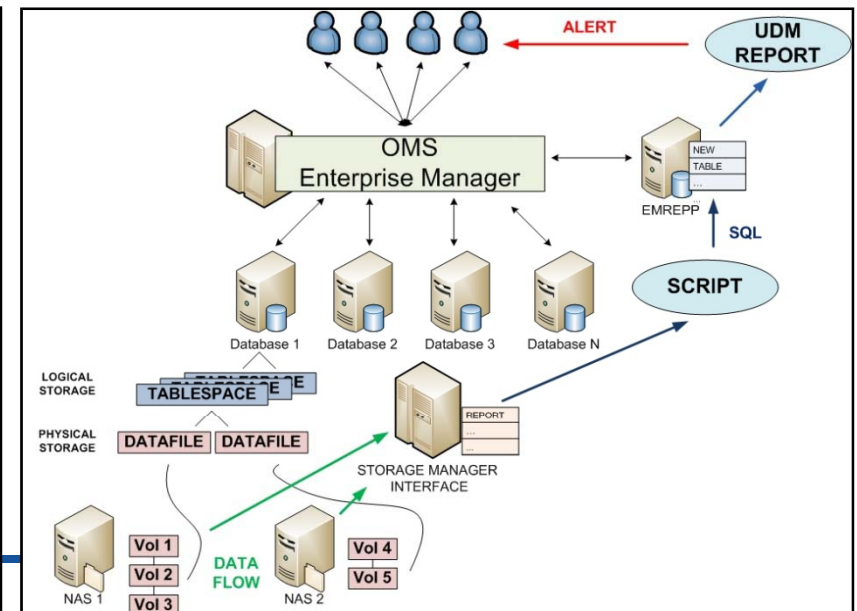 ALERT
UDM
REPORT
OMS
Enterprise Manager
NEW
TABLE
...
...
EMREPP
SQL
SCRIPT
Database 1
Database 2
Database 3
Database N
LOGICAL
STORAGE
TABLESPACE
TABLESPACE
TABLESPACE
PHYSICAL
STORAGE
DATAFILE
DATAFILE
REPORT
...
...
STORAGE MANAGER
INTERFACE
Vol 1
Vol 2
Vol 3
NAS 1
DATA
FLOW
NAS 2
Vol 4
Vol 5